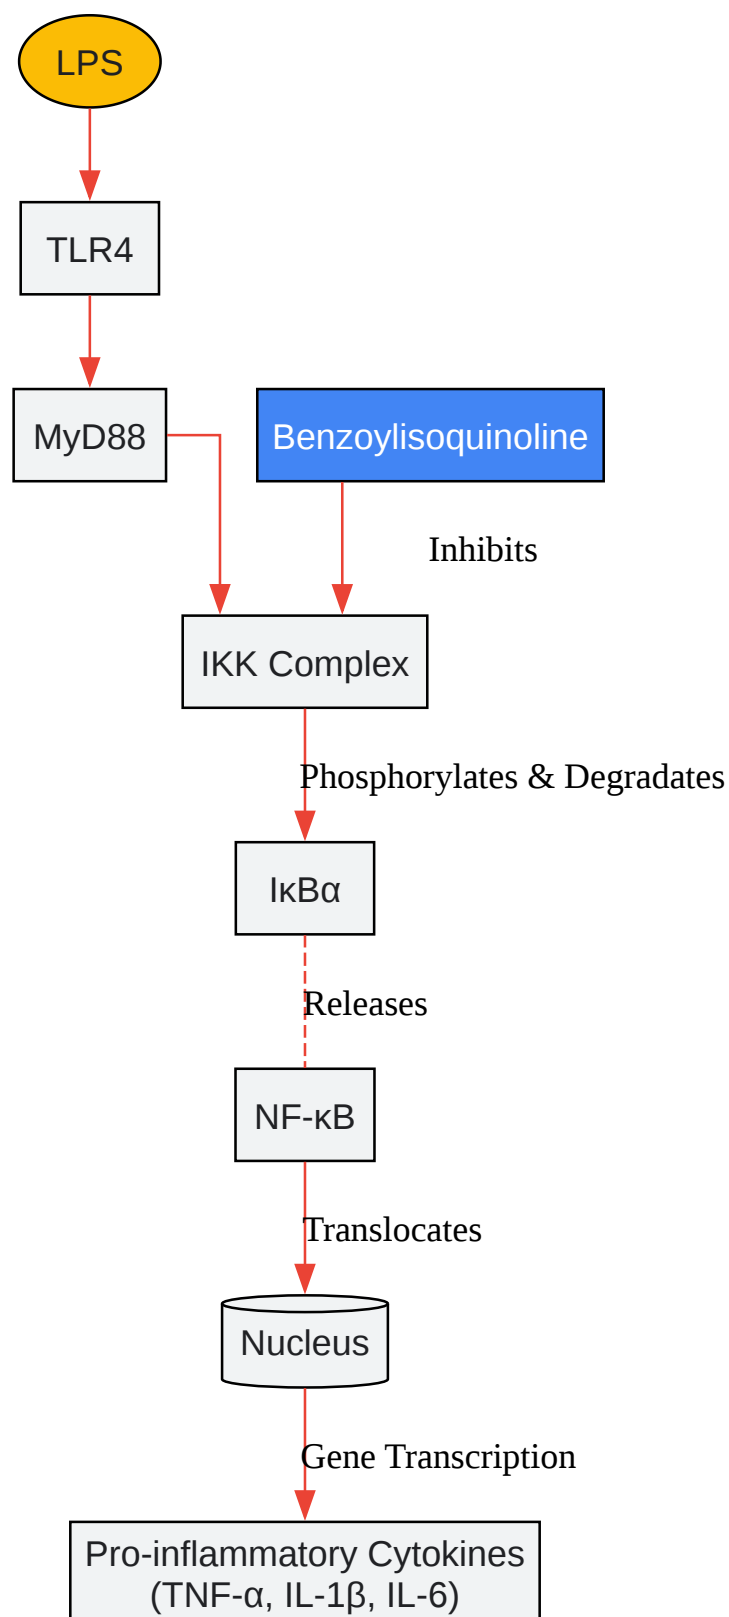 LPS
TLR4
MyD88
Benzoylisoquinoline
Inhibits
IKK Complex
Phosphorylates & Degradates
IκBα
Releases
NF-κB
Translocates
Nucleus
Gene Transcription
Pro-inflammatory Cytokines
(TNF-α, IL-1β, IL-6)